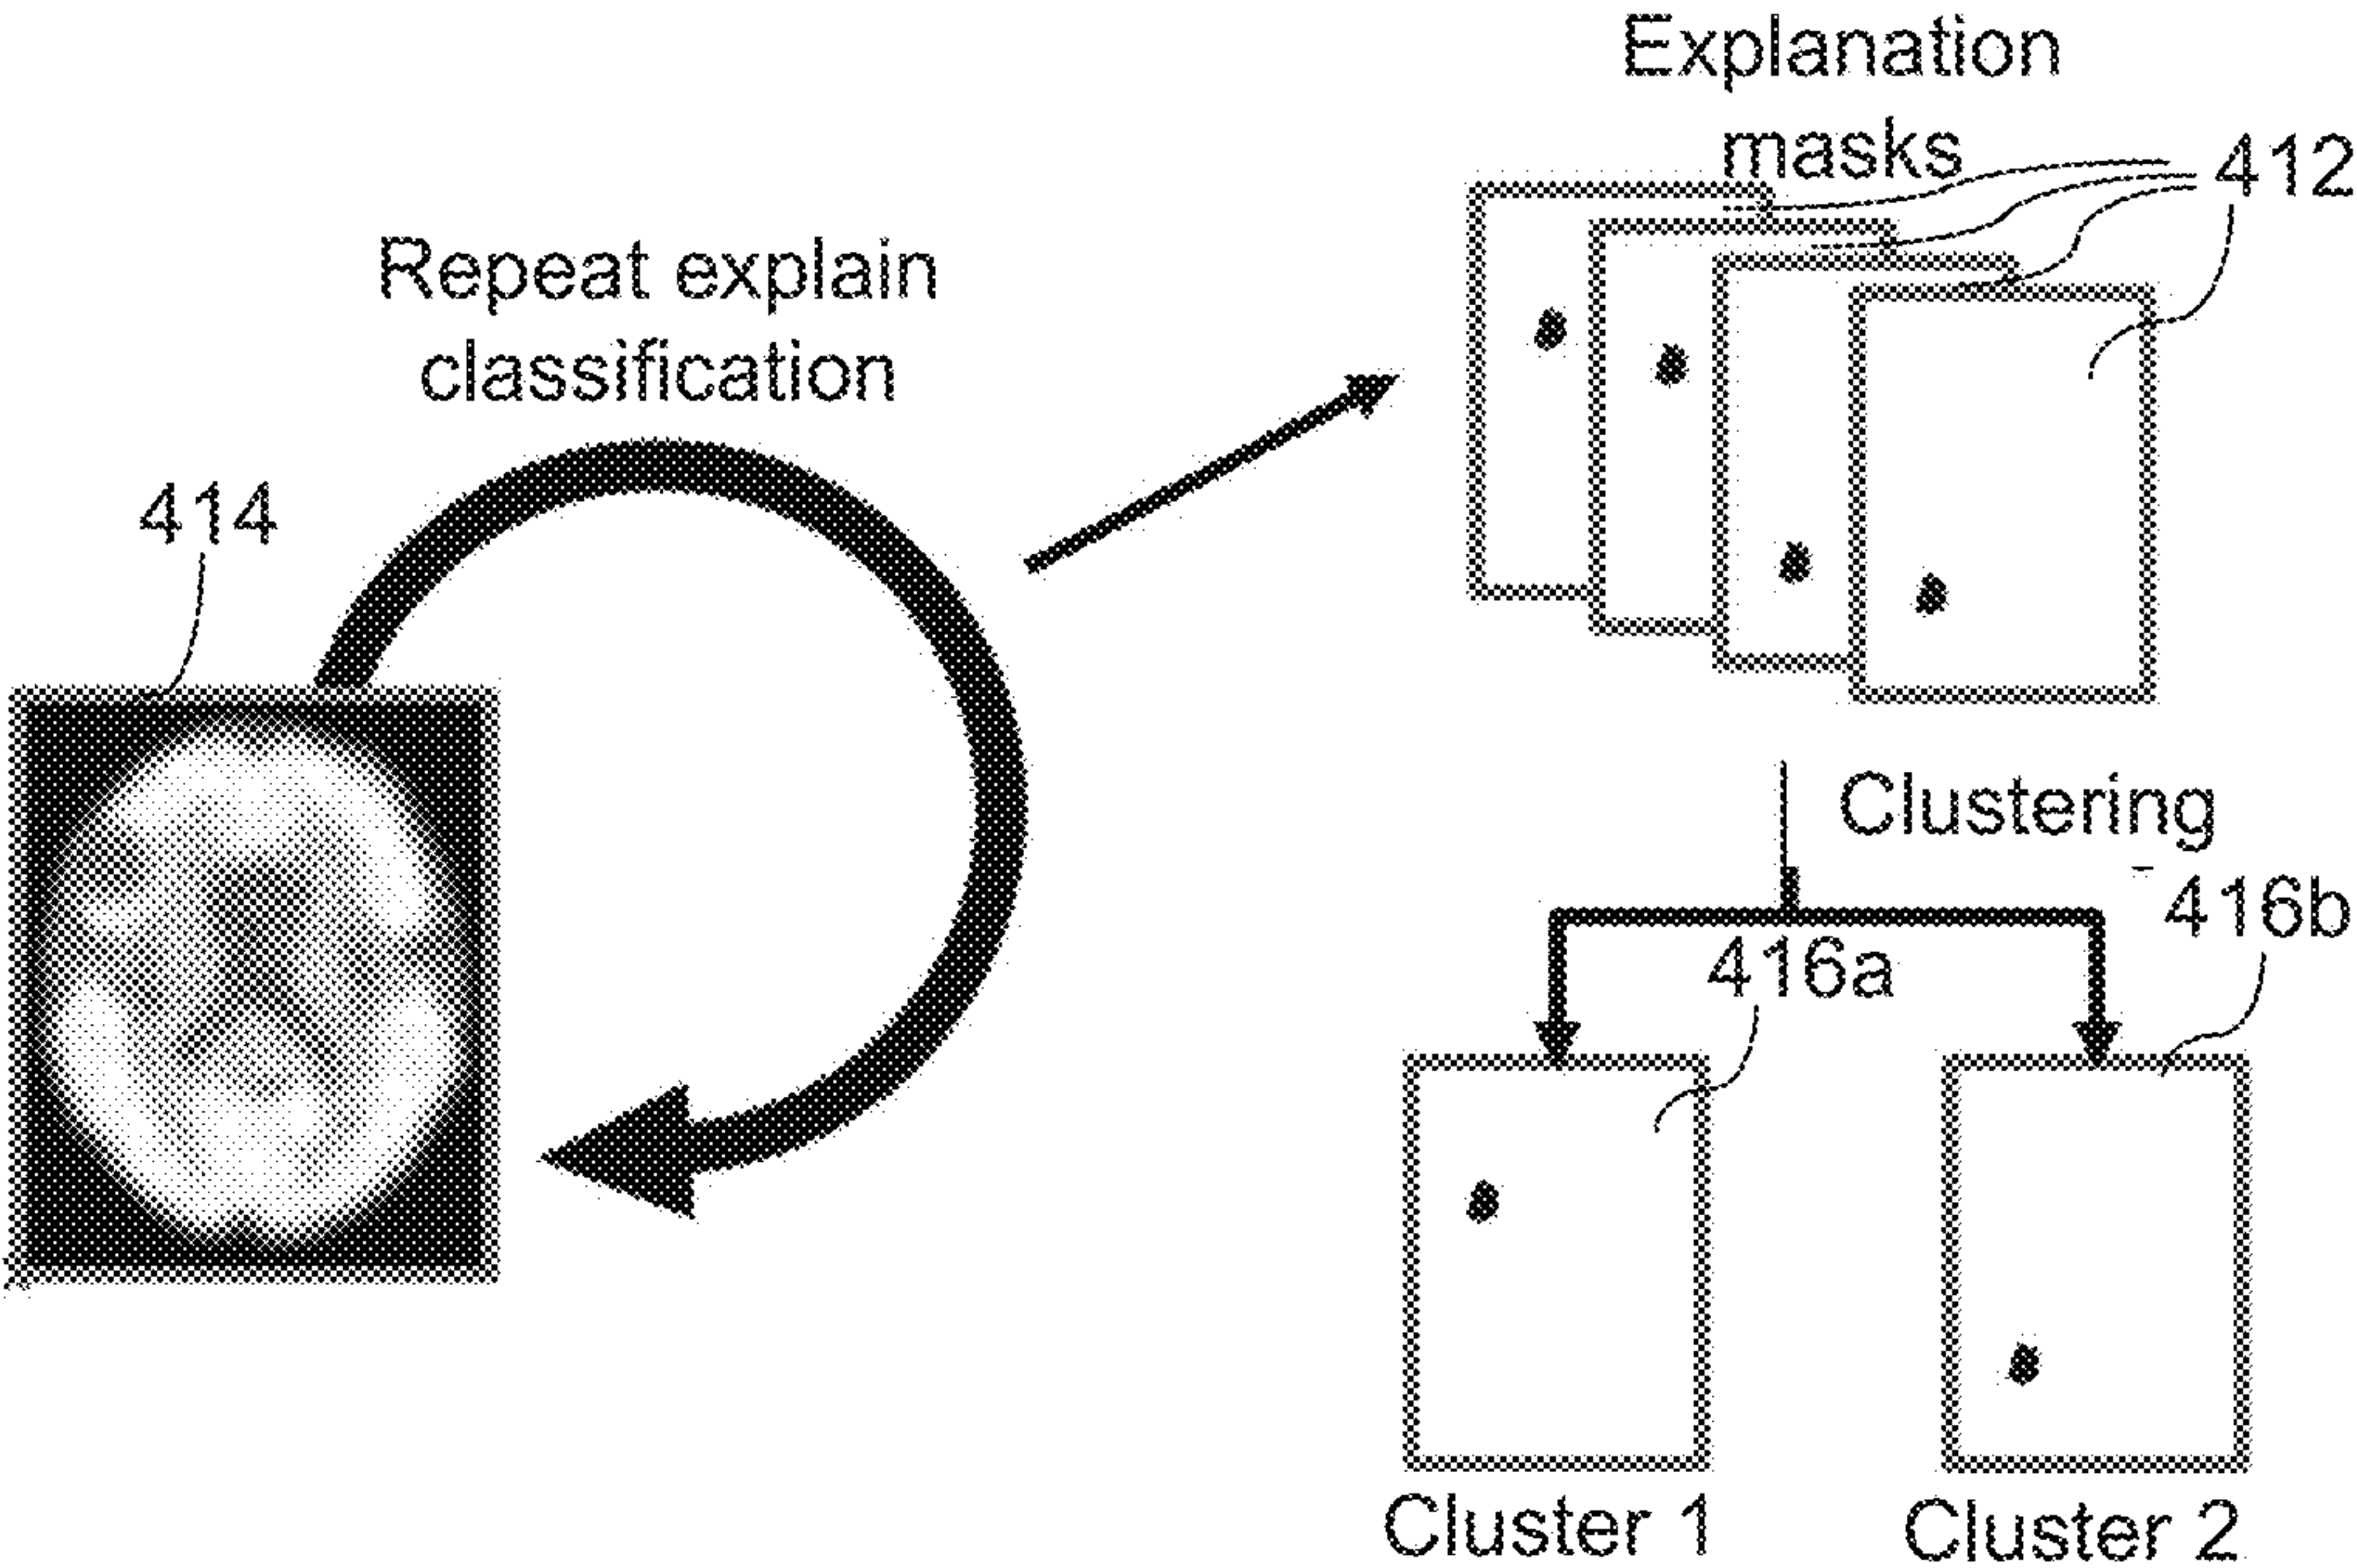 Explanation
masks
412
Repeat explain
classification
414
Clustering
416b
416a
Cluster 1
Cluster 2